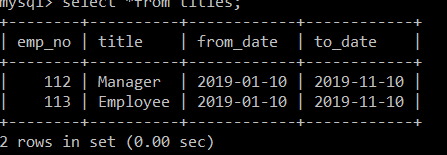 mysql> select *from titles;
+--------+----------+------------+------------+
| emp_no | title    | from_date  | to_date    |
+--------+----------+------------+------------+
|    112 | Manager  | 2019-01-10 | 2019-11-10 |
|    113 | Employee | 2019-01-10 | 2019-11-10 |
+--------+----------+------------+------------+
2 rows in set (0.00 sec)